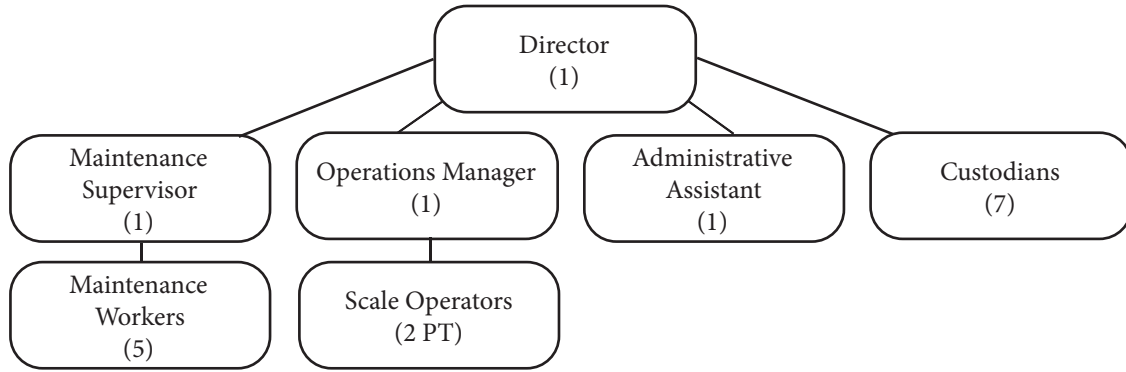 Director
(1)
Maintenance
Supervisor
(1)
Operations Manager
(1)
Administrative
Assistant
(1)
Custodians
(7)
Maintenance
Workers
(5)
Scale Operators
(2 PT)